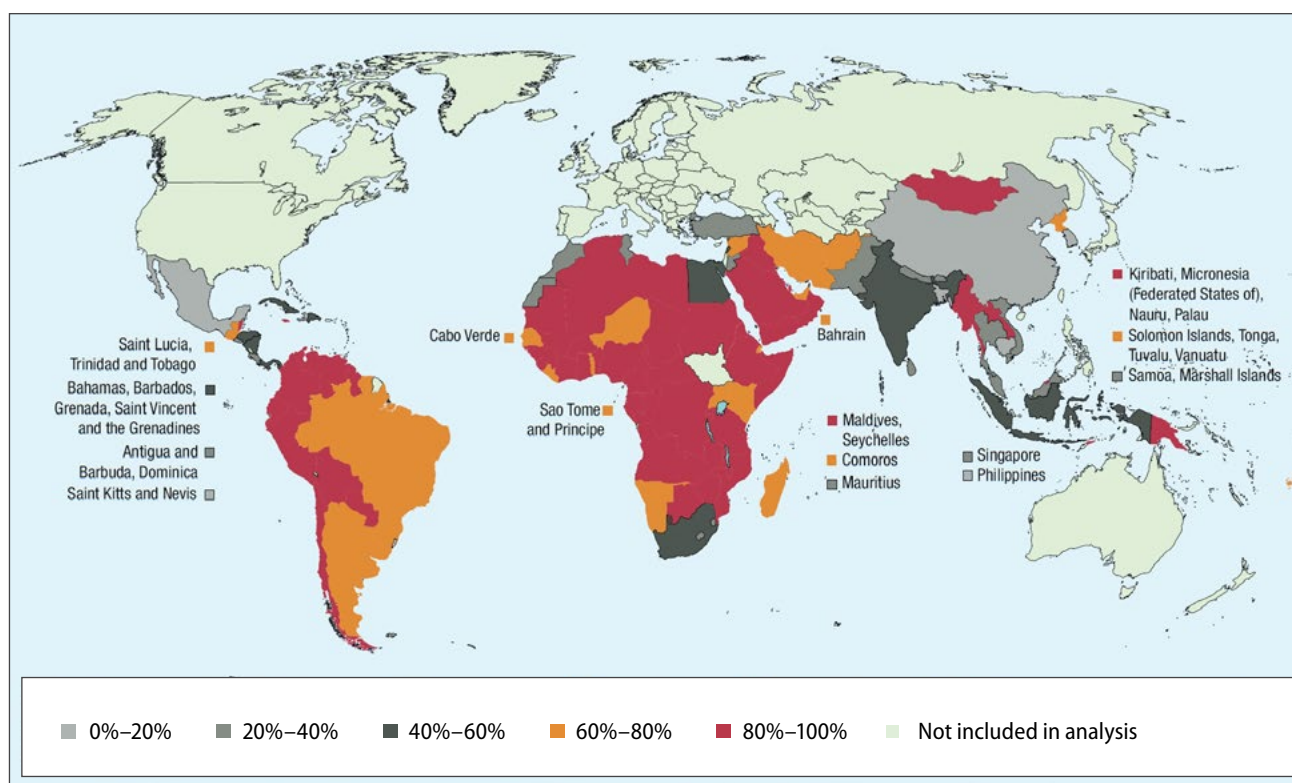 Saint Lucia,
Trinidad and Tobago
Bahamas, Barbados,
Grenada, Saint Vincent
and the Grenadines
Antigua and
Barbuda, Dominica
Saint Kitts and Nevis
Cabo Verde
Sao Tome
and Principe
Bahrain
Maldives,
Seychelles
Comoros
Mauritius
Singapore
Philippines
Kiribati, Micronesia
(Federated States of),
Nauru, Palau
Solomon Islands, Tonga,
Tuvalu, Vanuatu
Samoa, Marshall Islands
0%–20%
20%–40%
40%–60%
60%–80%
80%–100%
Not included in analysis